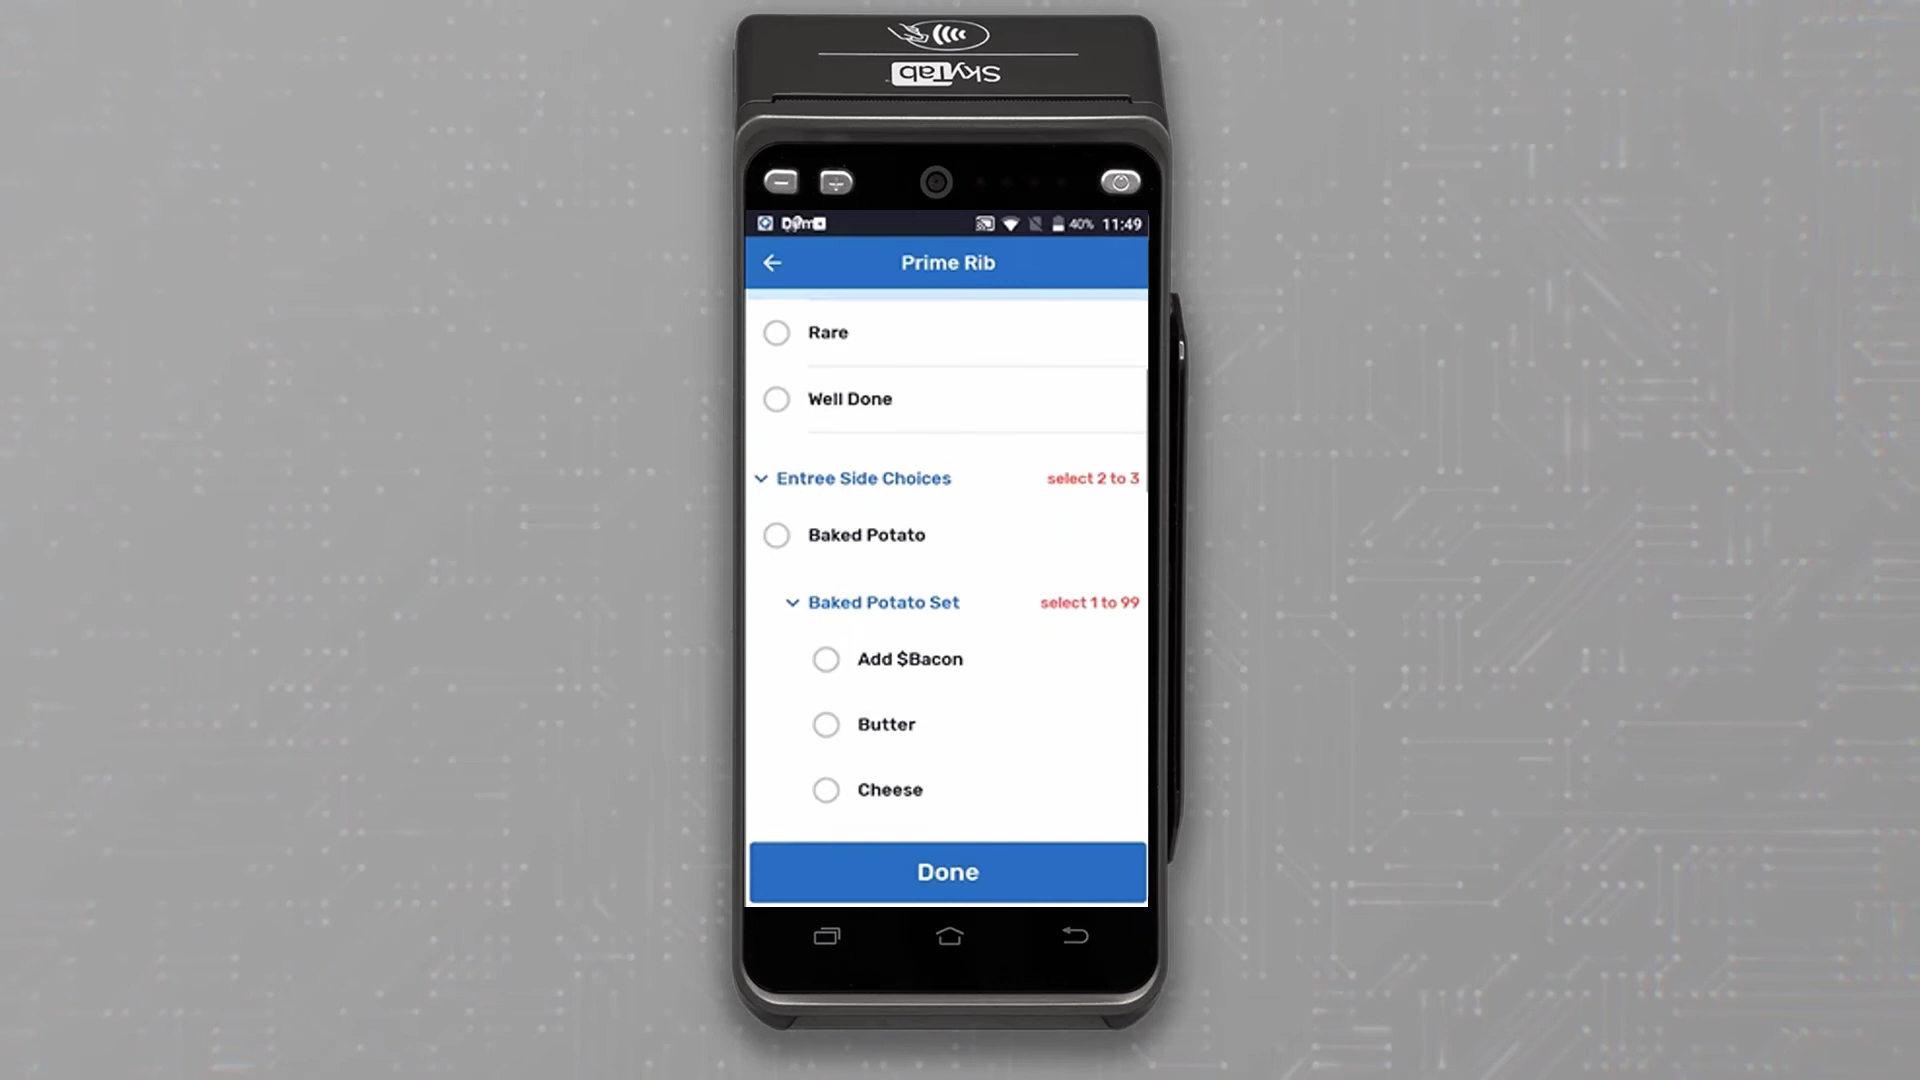 SkyTab
40% 11:49
Prime Rib
Rare
Well Done
Entree Side Choices select 2 to 3
Baked Potato
Baked Potato Set select 1 to 99
Add $Bacon
Butter
Cheese
Done